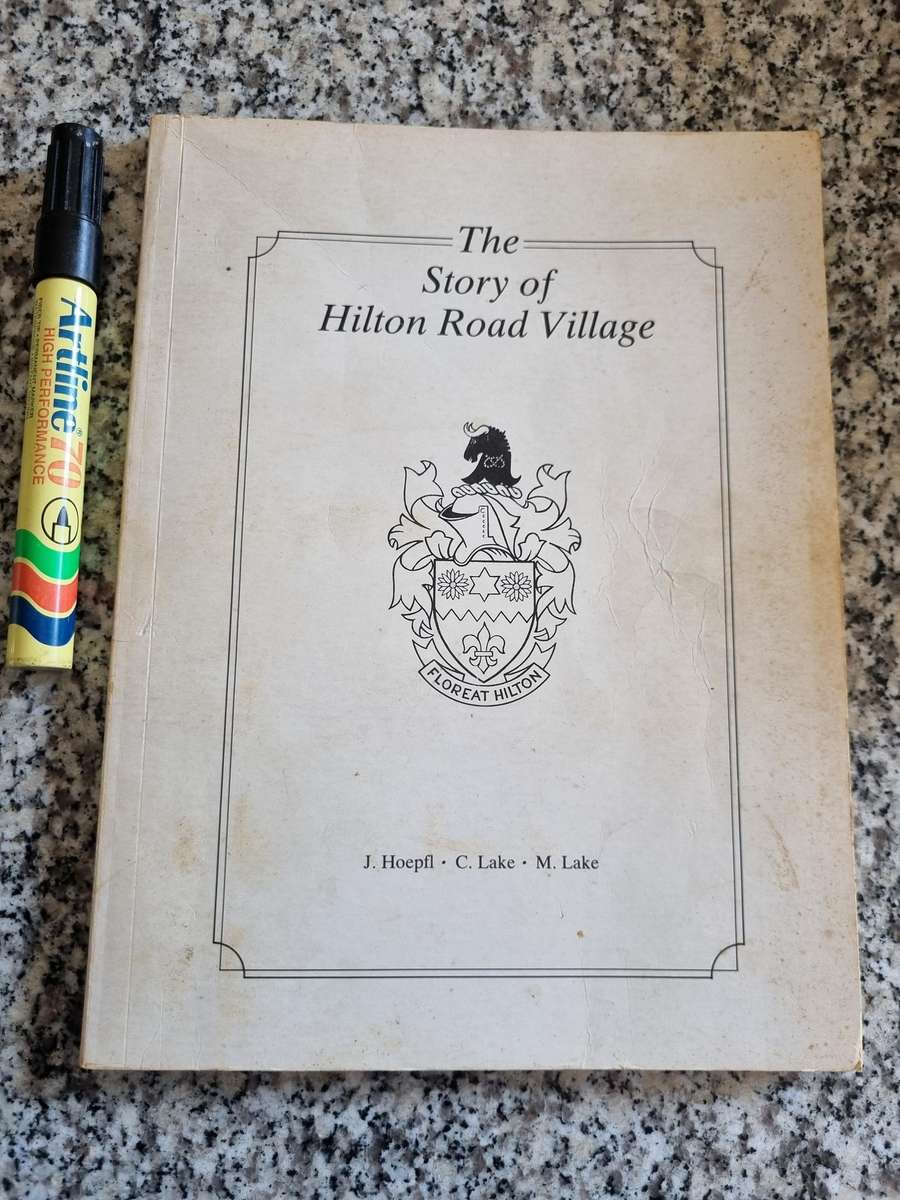 The
Story of
Hilton Road Village
FLOREAT HILTON
J. Hoepfl • C. Lake • M. Lake
Artline® 70
HIGH PERFORMANCE